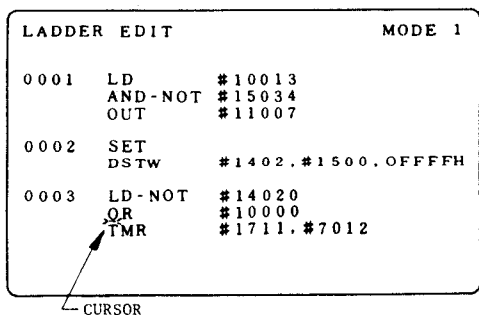 LADDER EDIT MODE 1
0001 LD #10013
AND-NOT #15034
OUT #11007
0002 SET
DSTW #1402,#1500,OFFFFH
0003 LD-NOT #14020
OR #10000
TMR #1711,#7012
CURSOR